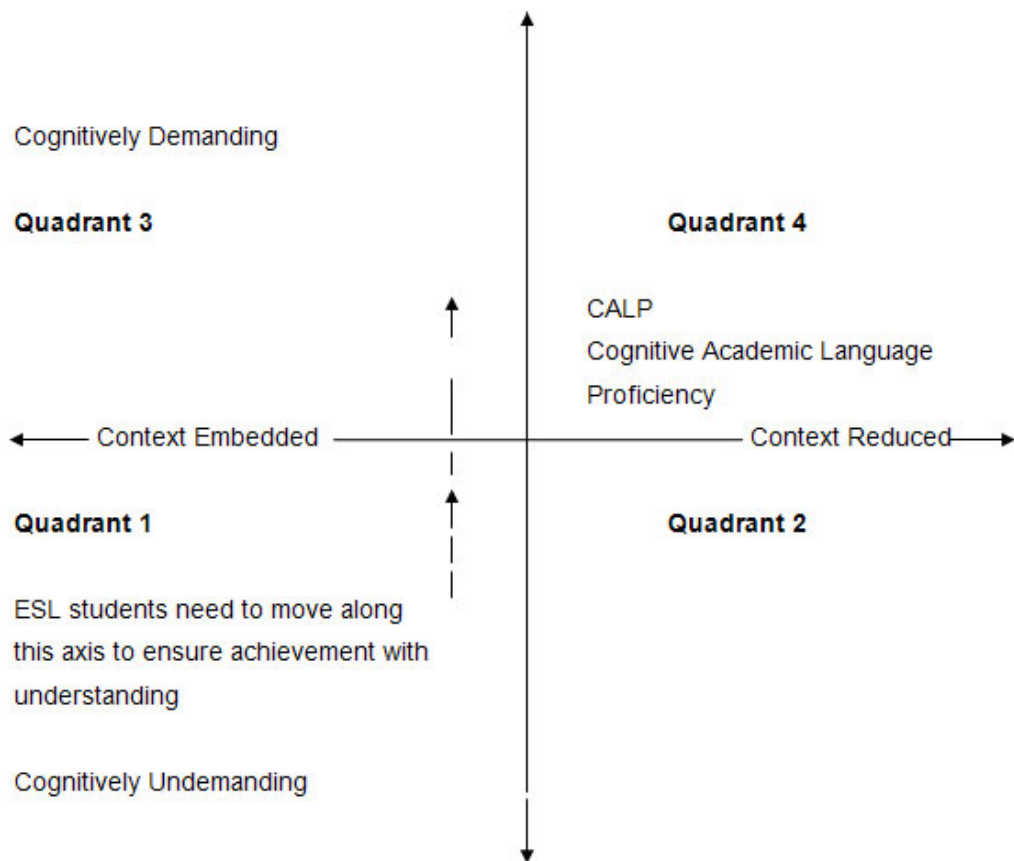 Cognitively Demanding
Quadrant 3
Quadrant 4
CALP
Cognitive Academic Language
Proficiency
Context Embedded
Context Reduced
Quadrant 1
Quadrant 2
ESL students need to move along
this axis to ensure achievement with
understanding
Cognitively Undemanding